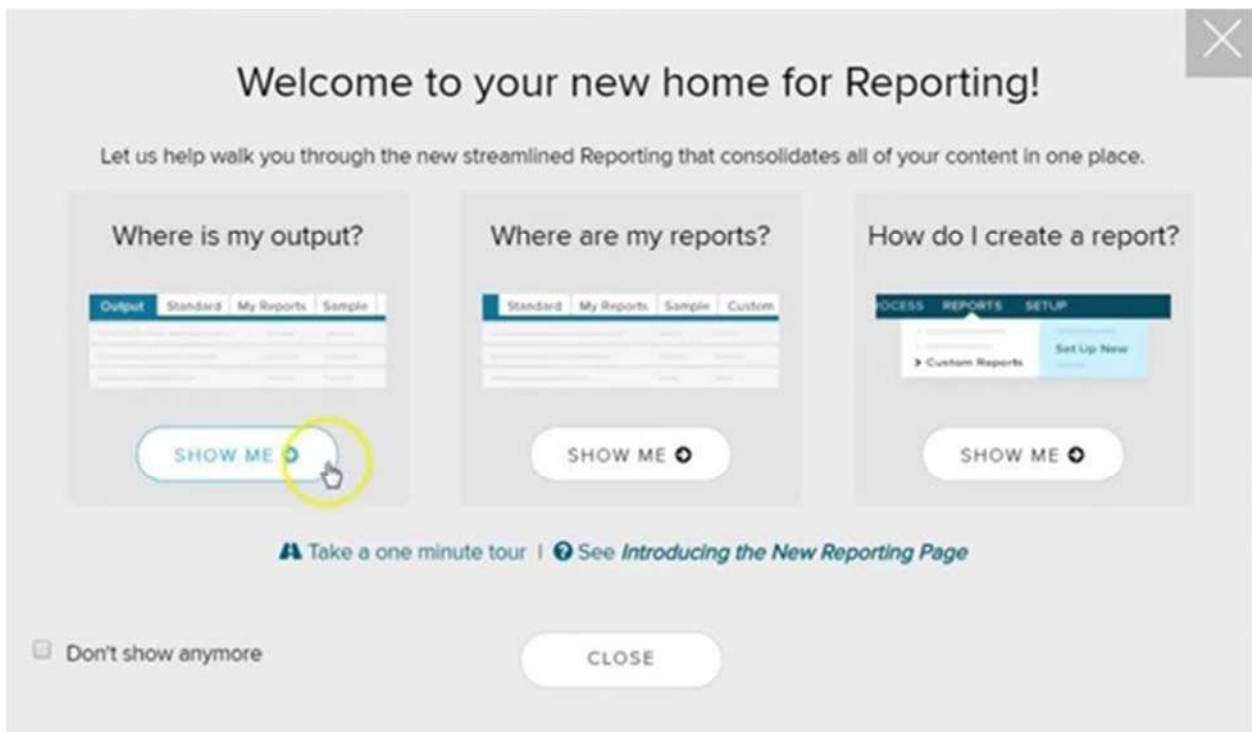 Welcome to your new home for Reporting!
Let us help walk you through the new streamlined Reporting that consolidates all of your content in one place.
Where is my output?
Output Standard My Reports Sample
SHOW ME
Where are my reports?
Standard My Reports Sample Custom
SHOW ME
How do I create a report?
OCESS REPORTS SETUP
Set Up New
> Custom Reports
SHOW ME
Take a one minute tour | ? See Introducing the New Reporting Page
Don't show anymore
CLOSE